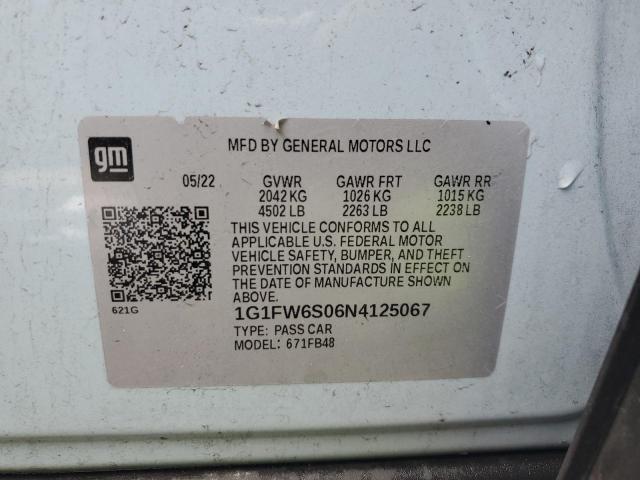 gm
MFD BY GENERAL MOTORS LLC
05/22 GVWR GAWR FRT GAWR RR
2042 KG 1026 KG 1015 KG
4502 LB 2263 LB 2238 LB
THIS VEHICLE CONFORMS TO ALL
APPLICABLE U.S. FEDERAL MOTOR
VEHICLE SAFETY, BUMPER, AND THEFT
PREVENTION STANDARDS IN EFFECT ON
THE DATE OF MANUFACTURE SHOWN
ABOVE.
621G
1G1FW6S06N4125067
TYPE: PASS CAR
MODEL: 671FB48